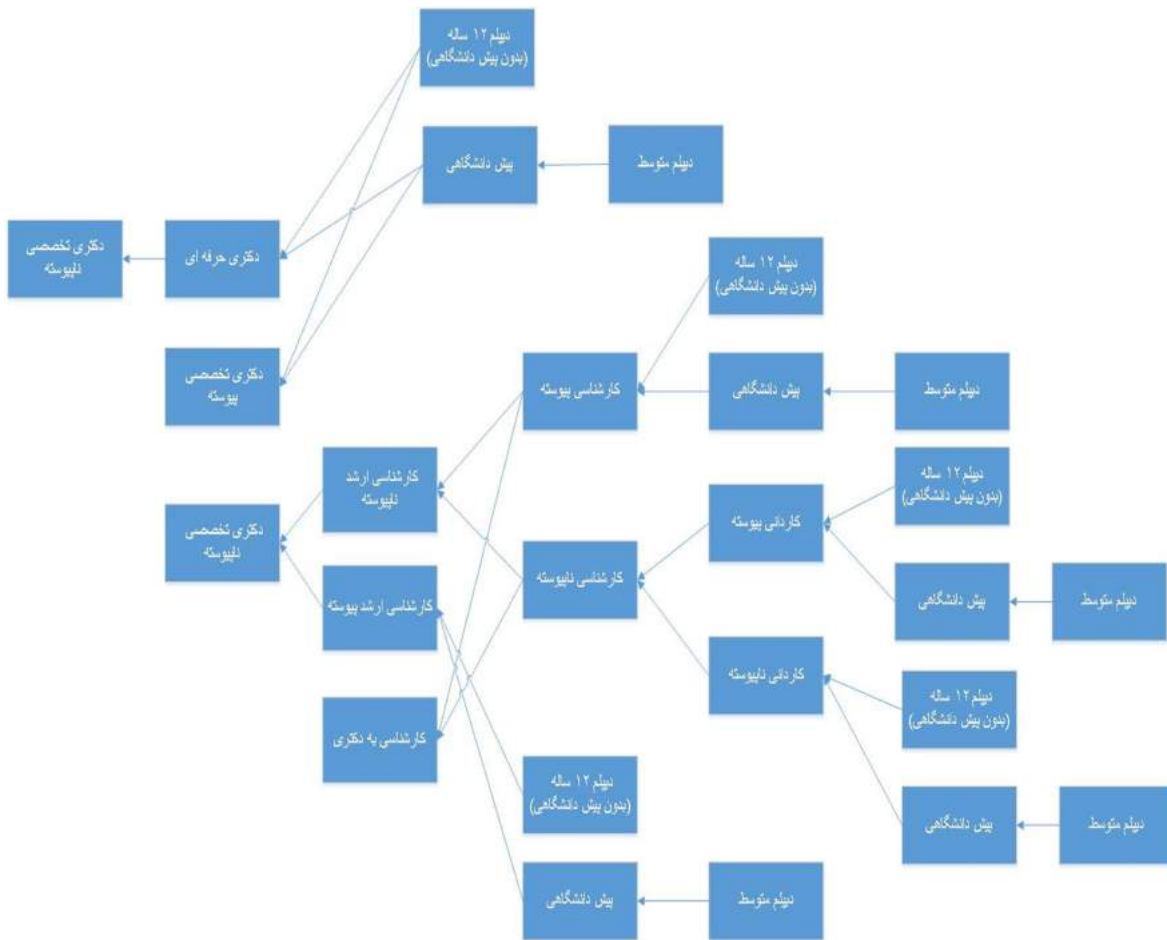 دیپلم ۱۲ ساله
(بدون پیش دانشگاهی)
دیپلم متوسط
پیش دانشگاهی
دکتری حرفه ای
دکتری تخصصی
ناپیوسته
دیپلم ۱۲ ساله
(بدون پیش دانشگاهی)
دکتری تخصصی
پیوسته
دیپلم متوسط
پیش دانشگاهی
کارشناسی پیوسته
دیپلم ۱۲ ساله
(بدون پیش دانشگاهی)
کارشناسی ارشد
ناپیوسته
کاردانی پیوسته
دکتری تخصصی
ناپیوسته
دیپلم متوسط
پیش دانشگاهی
کارشناسی ناپیوسته
کارشناسی ارشد پیوسته
کاردانی ناپیوسته
دیپلم ۱۲ ساله
(بدون پیش دانشگاهی)
کارشناسی به دکتری
دیپلم ۱۲ ساله
(بدون پیش دانشگاهی)
دیپلم متوسط
پیش دانشگاهی
دیپلم متوسط
پیش دانشگاهی